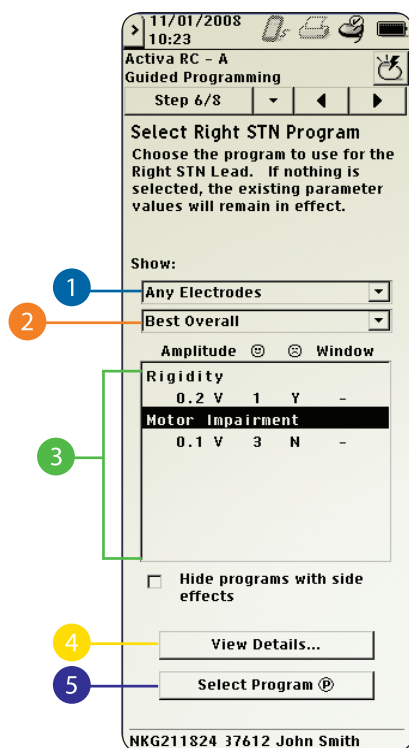 11/01/2008
10:23
Activa RC - A
Guided Programming
Step 6/8
Select Right STN Program
Choose the program to use for the
Right STN Lead. If nothing is
selected, the existing parameter
values will remain in effect.
Show:
1
Any Electrodes
2
Best Overall
Amplitude ☺ ☹ Window
3
Rigidity
0.2 V 1 Y -
Motor Impairment
0.1 V 3 N -
Hide programs with side
effects
4
View Details...
5
Select Program Ⓟ
NKG211824 37612 John Smith